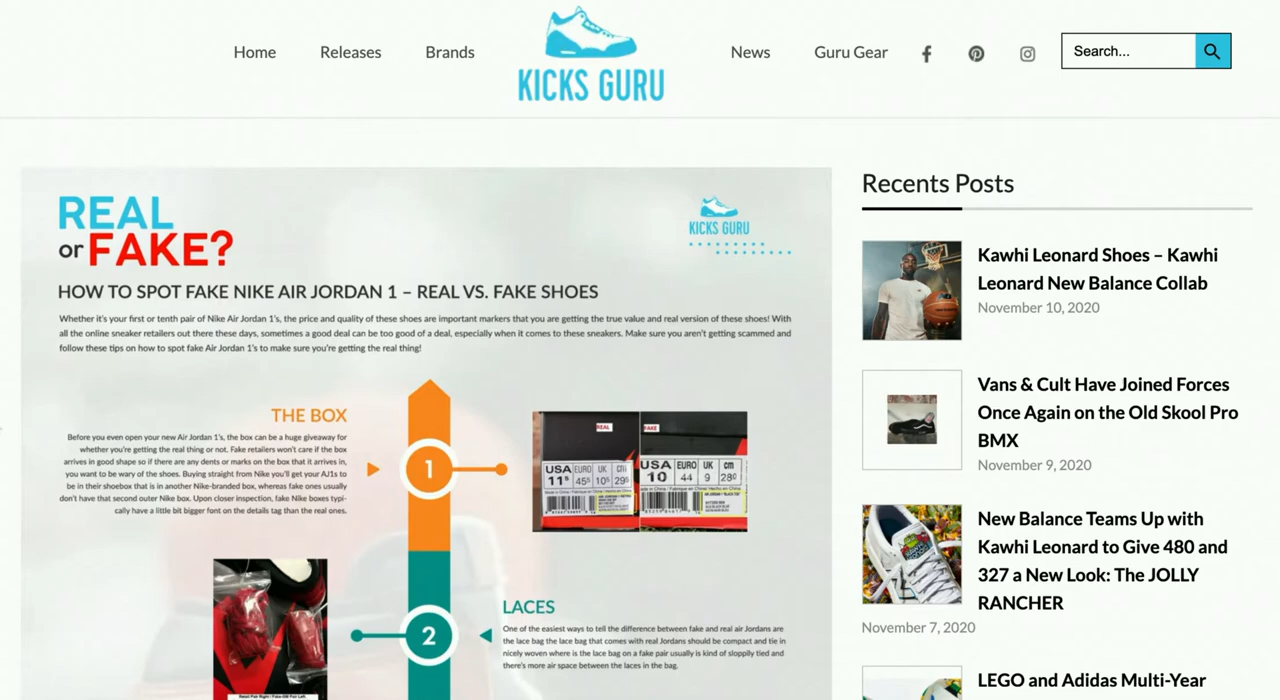 Home
Releases
Brands
KICKS GURU
News
Guru Gear
Search...
REAL
or FAKE?
KICKS GURU
HOW TO SPOT FAKE NIKE AIR JORDAN 1 – REAL VS. FAKE SHOES
Whether it's your first or tenth pair of Nike Air Jordan 1's, the price and quality of these shoes are important markers that you are getting the true value and real version of these shoes! With
all the online sneaker retailers out there these days, sometimes a good deal can be too good of a deal, especially when it comes to these sneakers. Make sure you aren't getting scammed and
follow these tips on how to spot fake Air Jordan 1's to make sure you're getting the real thing!
THE BOX
Before you even open your new Air Jordan 1's, the box can be a huge giveaway for
whether you're getting the real thing or not. Fake retailers won't care if the box
arrives in good shape so if there are any dents or marks on the box that it arrives in,
you want to be wary of the shoes. Buying straight from Nike you'll get your AJ1s to
be in their shoebox that is in another Nike-branded box, whereas fake ones usually
don't have that second outer Nike box. Upon closer inspection, fake Nike boxes typi-
cally have a little bit bigger font on the details tag than the real ones.
1
REAL
FAKE
USA EURO UK cm
11⁵ 45⁵ 10⁵ 29⁵
USA EURO UK cm
10 44 9 28⁰
2
LACES
One of the easiest ways to tell the difference between fake and real air Jordans are
the lace bag the lace bag that comes with real Jordans should be compact and tie in
nicely woven where is the lace bag on a fake pair usually is kind of sloppily tied and
there's more air space between the laces in the bag.
Recents Posts
Kawhi Leonard Shoes – Kawhi
Leonard New Balance Collab
November 10, 2020
Vans & Cult Have Joined Forces
Once Again on the Old Skool Pro
BMX
November 9, 2020
New Balance Teams Up with
Kawhi Leonard to Give 480 and
327 a New Look: The JOLLY
RANCHER
November 7, 2020
LEGO and Adidas Multi-Year